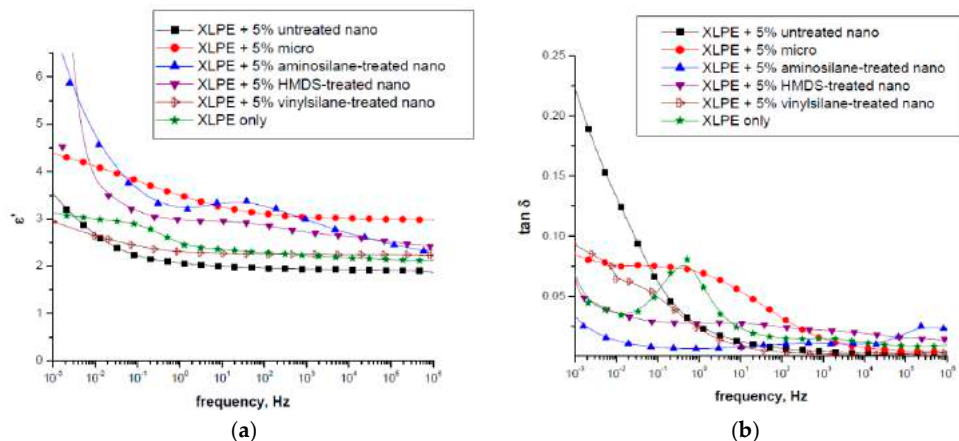 XLPE + 5% untreated nano
XLPE + 5% micro
XLPE + 5% aminosilane-treated nano
XLPE + 5% HMDS-treated nano
XLPE + 5% vinylsilane-treated nano
XLPE only
6
5
4
3
2
1
0
ε'
10⁻³ 10⁻² 10⁻¹ 10⁰ 10¹ 10² 10³ 10⁴ 10⁵ 10⁶
frequency, Hz
(a)
XLPE + 5% untreated nano
XLPE + 5% micro
XLPE + 5% aminosilane-treated nano
XLPE + 5% HMDS-treated nano
XLPE + 5% vinylsilane-treated nano
XLPE only
0.25
0.20
0.15
0.10
0.05
tan δ
10⁻³ 10⁻² 10⁻¹ 10⁰ 10¹ 10² 10³ 10⁴ 10⁵ 10⁶
frequency, Hz
(b)